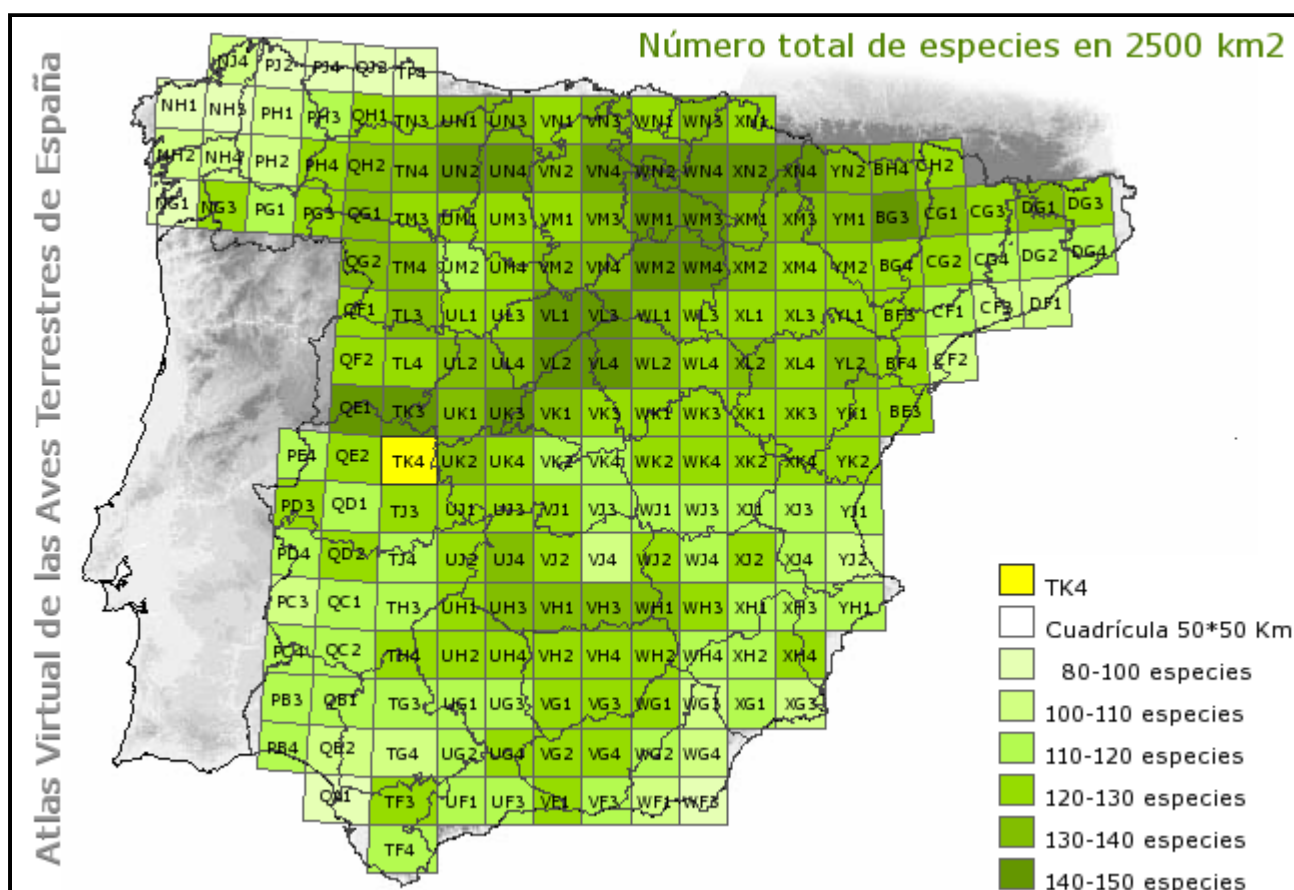 Número total de especies en 2500 km2
Atlas Virtual de las Aves Terrestres de España
NJ4 PJ2 PJ4 QJ2 TP4
NH1 NH3 PH1 PH3 QH1 TN3 UN1 UN3 VN1 VN3 WN1 WN3 XN1
NH2 NH4 PH2 PH4 QH2 TN4 UN2 UN4 VN2 VN4 WN2 WN4 XN2 XN4 YN2 BH4 CH2
NG1 NG3 PG1 PG3 QG1 TM3 UM1 UM3 VM1 VM3 WM1 WM3 XM1 XM3 YM1 BG3 CG1 CG3 DG1 DG3
QG2 TM4 UM2 UM4 VM2 VN4 WM2 WM4 XM2 XM4 YM2 BG4 CG2 CG4 DG2 DG4
QF1 TL3 UL1 UL3 VL1 VL3 WL1 WL3 XL1 XL3 YL1 BF3 CF1 CF3 DF1
QF2 TL4 UL2 UL4 VL2 VL4 WL2 WL4 XL2 XL4 YL2 BF4 CF2
QE1 TK3 UK1 UK3 VK1 VK3 WK1 WK3 XK1 XK3 YK1 BE3
PE4 QE2 TK4 UK2 UK4 VK2 VK4 WK2 WK4 XK2 XK4 YK2
PD3 QD1 TJ3 UJ1 UJ3 VJ1 VJ3 WJ1 WJ3 XJ1 XJ3 YJ1
PD4 QD2 TJ4 UJ2 UJ4 VJ2 VJ4 WJ2 WJ4 XJ2 XJ4 YJ2
PC3 QC1 TH3 UH1 UH3 VH1 VH3 WH1 WH3 XH1 XH3 YH1
PC4 QC2 TH4 UH2 UH4 VH2 VH4 WH2 WH4 XH2 XH4
PB3 QB1 TG3 UG1 UG3 VG1 VG3 WG1 WG3 XG1 XG3
PB4 QB2 TG4 UG2 UG4 VG2 VG4 WG2 WG4
TF3 UF1 UF3 VF1 VF3 WF1 WF3
TF4
TK4
Cuadrícula 50*50 Km
80-100 especies
100-110 especies
110-120 especies
120-130 especies
130-140 especies
140-150 especies